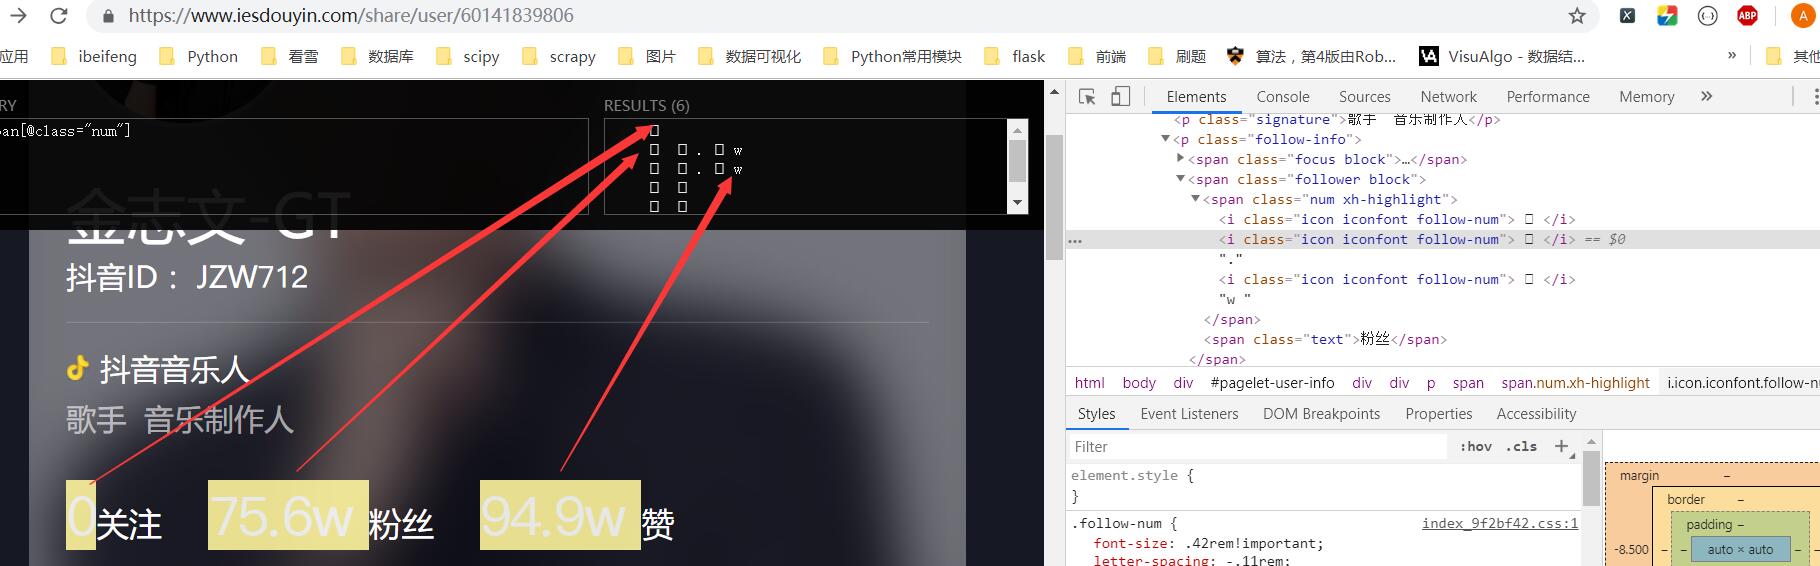 https://www.iesdouyin.com/share/user/60141839806
应用 ibeifeng Python 看雪 数据库 scipy scrapy 图片 数据可视化 Python常用模块 flask 前端 刷题 算法，第4版由Rob... VisuAlgo - 数据结... » 其他
RY
RESULTS (6)
pan[@class="num"]
. w
. w
金志文-GT
抖音ID： JZW712
抖音音乐人
歌手 音乐制作人
0关注 75.6w 粉丝 94.9w 赞
Elements Console Sources Network Performance Memory »
<p class="signature">歌手 音乐制作人</p>
▼<p class="follow-info">
▶<span class="focus block">…</span>
▼<span class="follower block">
▼<span class="num xh-highlight">
<i class="icon iconfont follow-num">  </i>
<i class="icon iconfont follow-num">  </i> == $0
"."
<i class="icon iconfont follow-num">  </i>
"w "
</span>
<span class="text">粉丝</span>
</span>
html body div #pagelet-user-info div div p span span.num.xh-highlight i.icon.iconfont.follow-nu
Styles Event Listeners DOM Breakpoints Properties Accessibility
Filter :hov .cls +
element.style {
}
.follow-num { index_9f2bf42.css:1
font-size: .42rem!important;
letter-spacing: -.11rem;
margin –
border –
padding –
-8.500 – – auto × auto – –